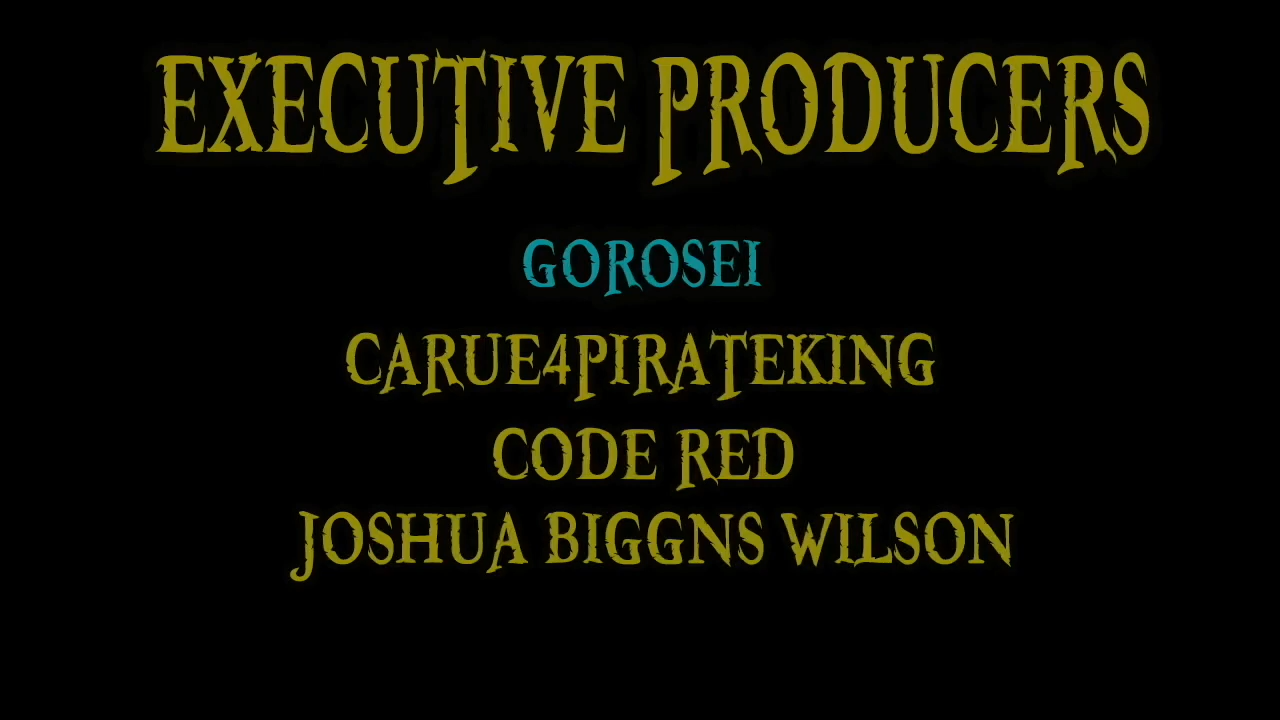 EXECUTIVE PRODUCERS
GOROSEI
CARUE4PIRATEKING
CODE RED
JOSHUA BIGGNS WILSON